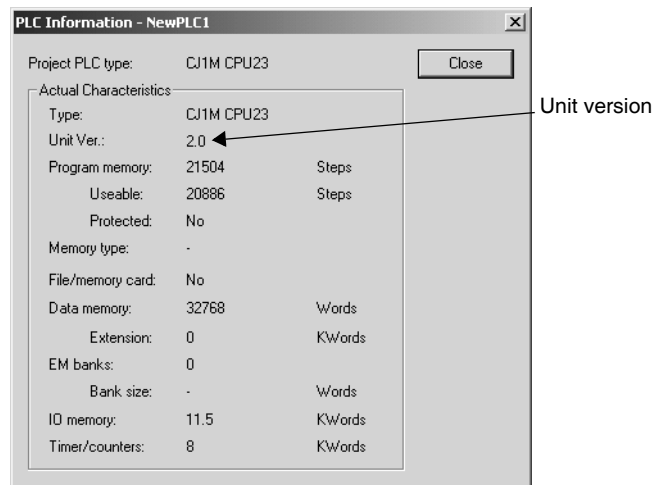 PLC Information - NewPLC1
Project PLC type: CJ1M CPU23 Close
Actual Characteristics
Type: CJ1M CPU23
Unit version
Unit Ver.: 2.0
Program memory: 21504 Steps
Useable: 20886 Steps
Protected: No
Memory type: -
File/memory card: No
Data memory: 32768 Words
Extension: 0 KWords
EM banks: 0
Bank size: - Words
IO memory: 11.5 KWords
Timer/counters: 8 KWords